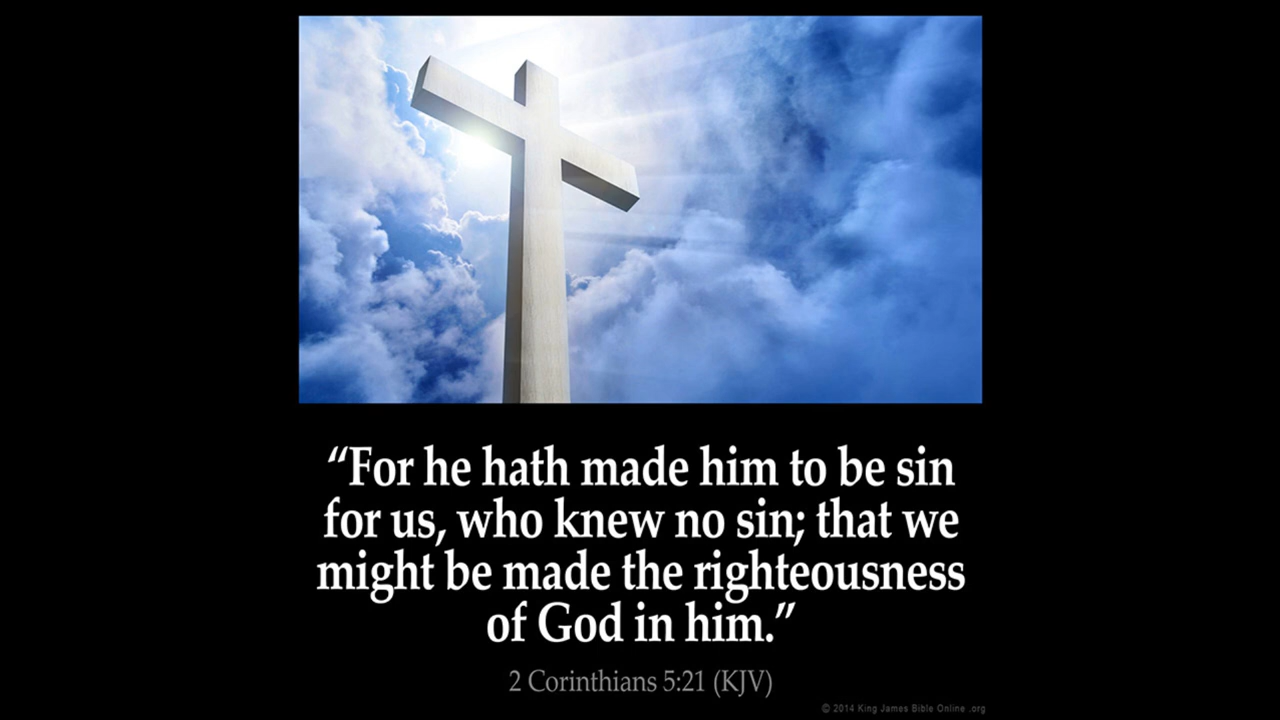 “For he hath made him to be sin
for us, who knew no sin; that we
might be made the righteousness
of God in him.”
2 Corinthians 5:21 (KJV)
© 2014 King James Bible Online .org